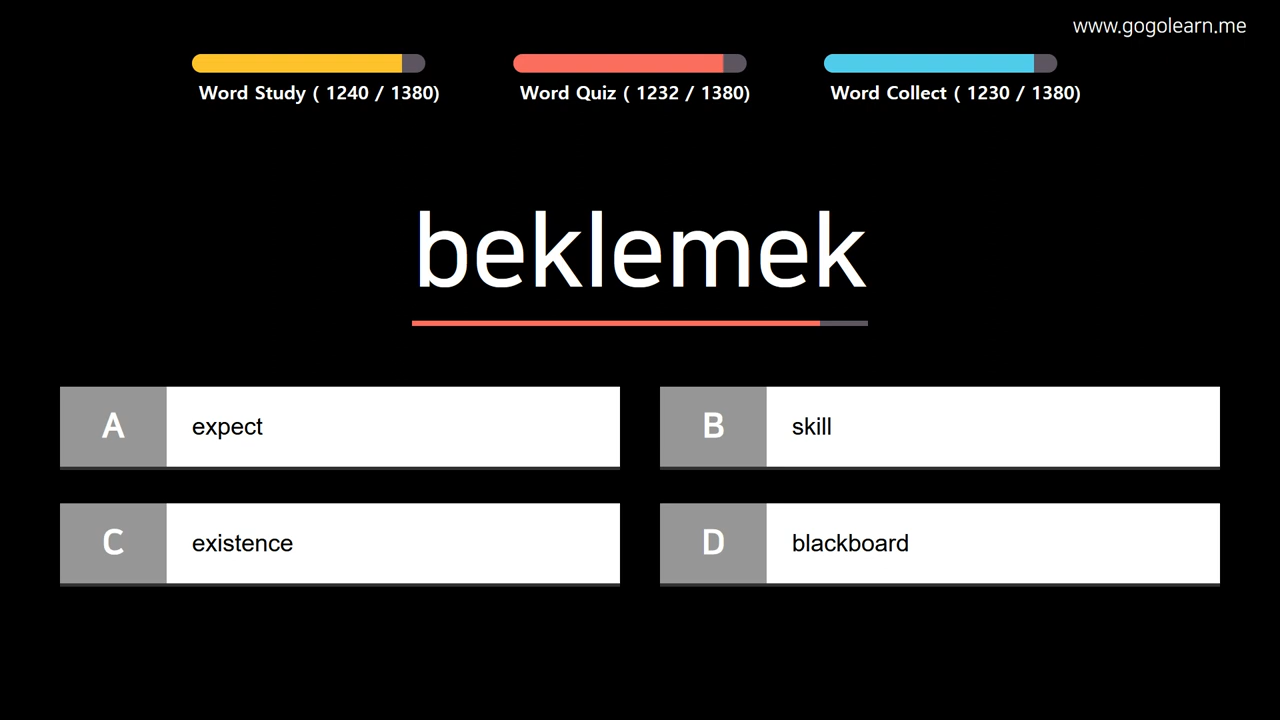 www.gogolearn.me
Word Study ( 1240 / 1380)
Word Quiz ( 1232 / 1380)
Word Collect ( 1230 / 1380)
beklemek
A expect
B skill
C existence
D blackboard